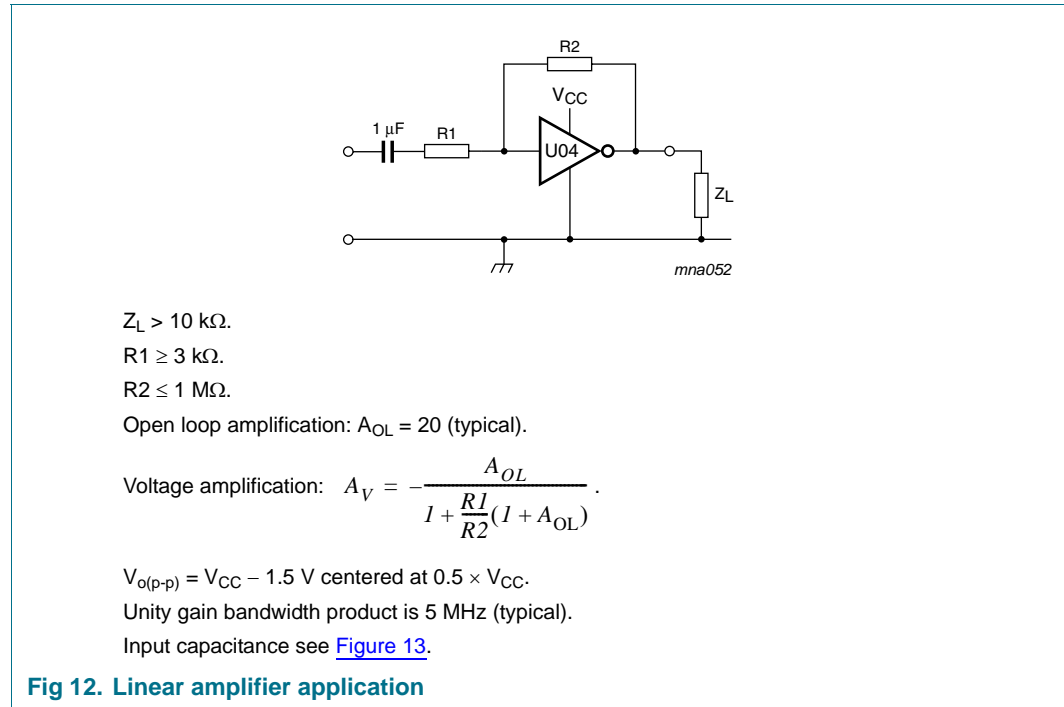 R2
VCC
1 μF
R1
U04
ZL
mna052
ZL > 10 kΩ.
R1 ≥ 3 kΩ.
R2 ≤ 1 MΩ.
Open loop amplification: AOL = 20 (typical).
Voltage amplification: AV = − AOL / (1 + R1/R2 (1 + AOL)) .
Vo(p-p) = VCC − 1.5 V centered at 0.5 × VCC.
Unity gain bandwidth product is 5 MHz (typical).
Input capacitance see Figure 13.
Fig 12. Linear amplifier application